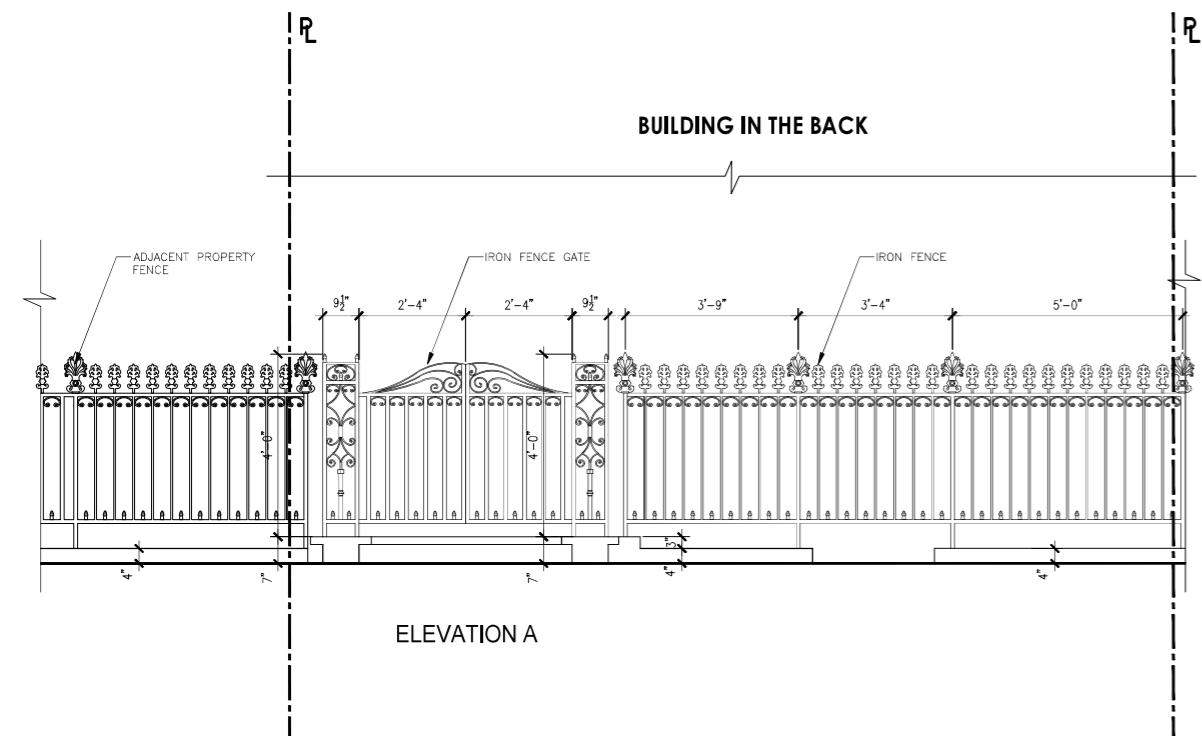 PL
PL
BUILDING IN THE BACK
ADJACENT PROPERTY
FENCE
IRON FENCE GATE
IRON FENCE
9½"
2'-4"
2'-4"
9½"
3'-9"
3'-4"
5'-0"
4'-0"
4'-0"
4"
7"
7"
3"
4"
4"
ELEVATION A